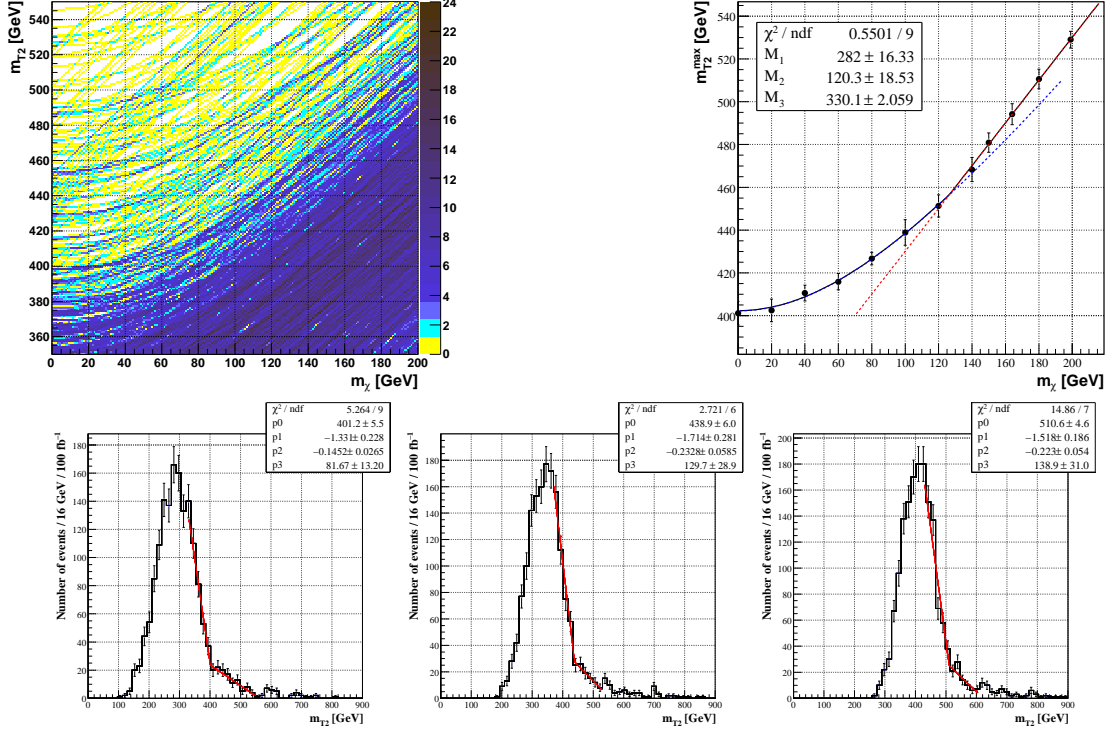 m_T2 [GeV]
540
520
500
480
460
440
420
400
380
360
0 20 40 60 80 100 120 140 160 180 200
m_χ [GeV]
24
22
20
18
16
14
12
10
8
6
4
2
0
m_T2^max [GeV]
540
520
500
480
460
440
420
400
0 20 40 60 80 100 120 140 160 180 200
m_χ [GeV]
χ² / ndf 0.5501 / 9
M₁ 282 ± 16.33
M₂ 120.3 ± 18.53
M₃ 330.1 ± 2.059
Number of events / 16 GeV / 100 fb⁻¹
180
160
140
120
100
80
60
40
20
0
0 100 200 300 400 500 600 700 800 900
m_T2 [GeV]
χ² / ndf 5.264 / 9
p0 401.2 ± 5.5
p1 −1.331 ± 0.228
p2 −0.1452 ± 0.0265
p3 81.67 ± 13.20
Number of events / 16 GeV / 100 fb⁻¹
180
160
140
120
100
80
60
40
20
0
0 100 200 300 400 500 600 700 800 900
m_T2 [GeV]
χ² / ndf 2.721 / 6
p0 438.9 ± 6.0
p1 −1.714 ± 0.281
p2 −0.2328 ± 0.0585
p3 129.7 ± 28.9
Number of events / 16 GeV / 100 fb⁻¹
200
180
160
140
120
100
80
60
40
20
0
0 100 200 300 400 500 600 700 800 900
m_T2 [GeV]
χ² / ndf 14.86 / 7
p0 510.6 ± 4.6
p1 −1.518 ± 0.186
p2 −0.223 ± 0.054
p3 138.9 ± 31.0